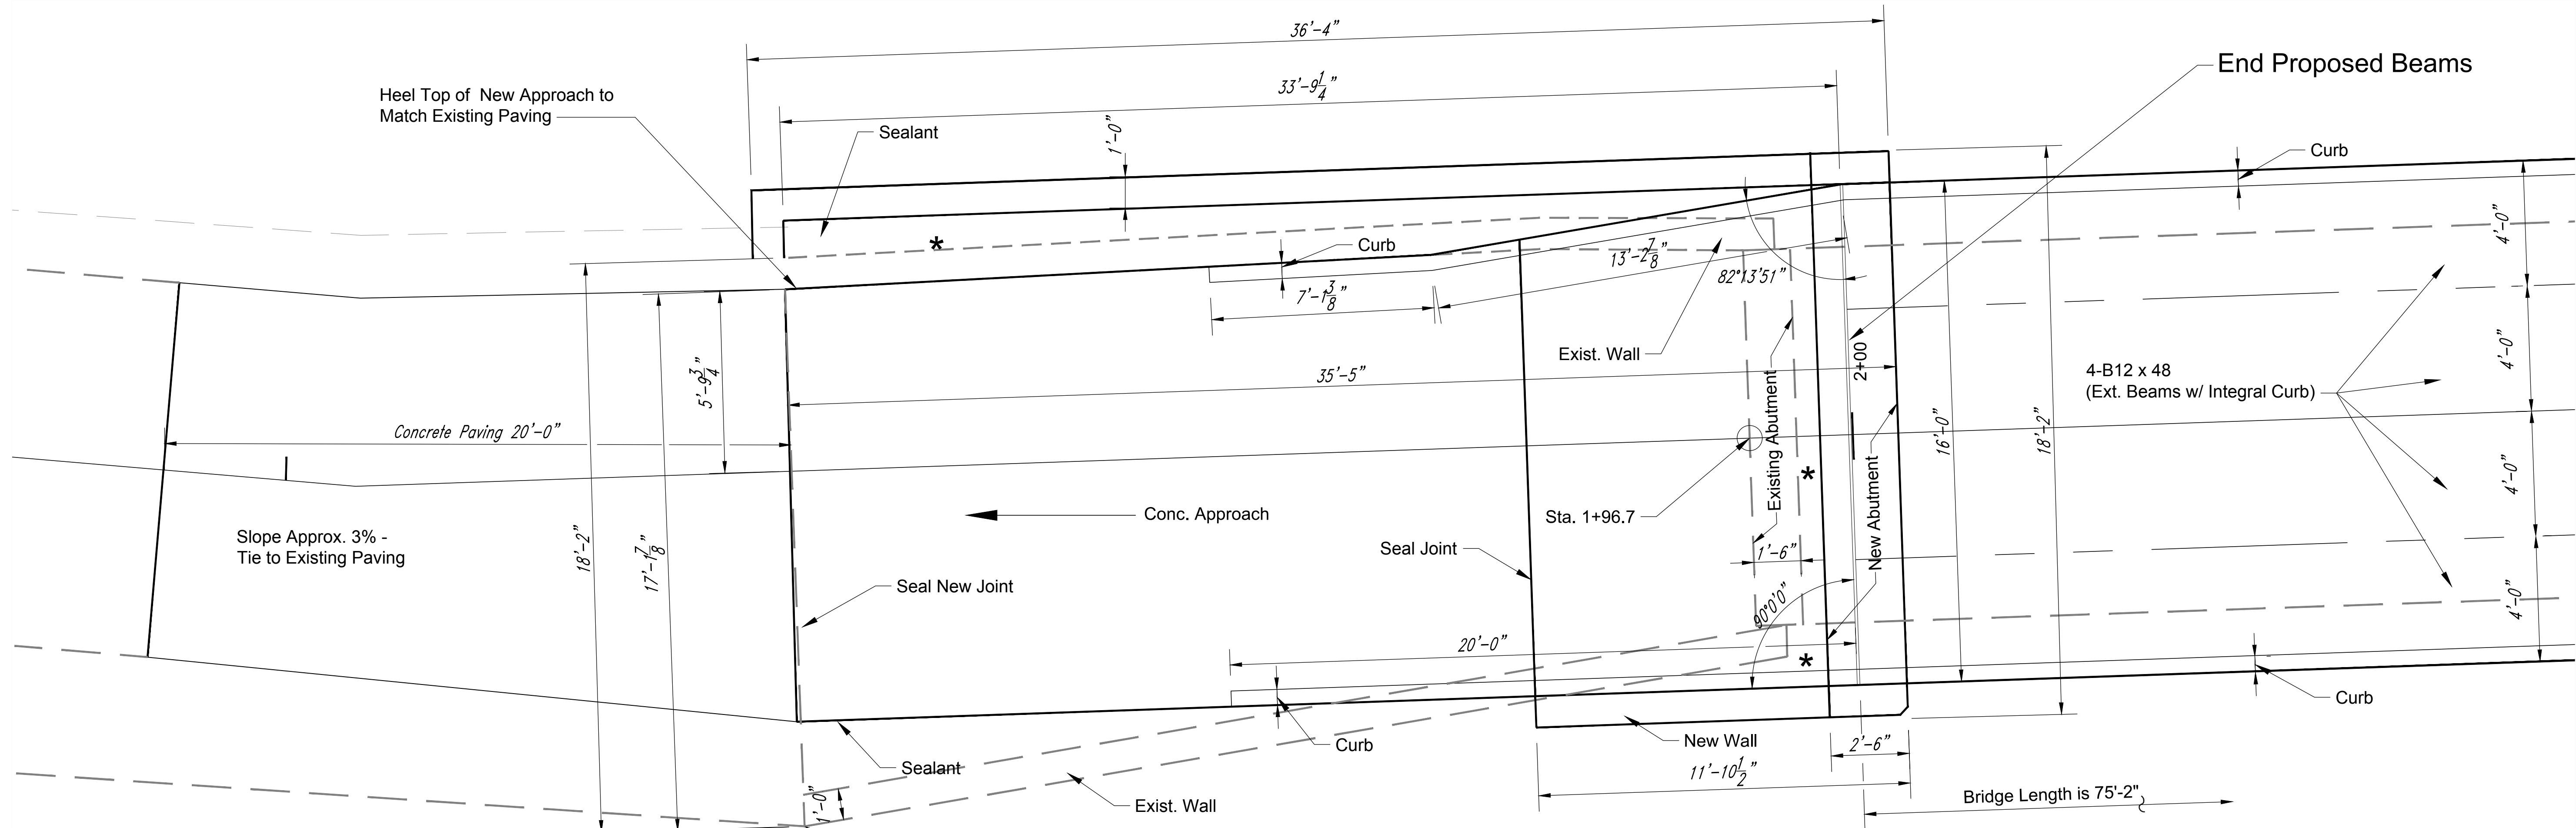 36'-4"
End Proposed Beams
33'-9 1/4"
Heel Top of New Approach to
Match Existing Paving
Sealant
1'-0"
Curb
4'-0"
*
Curb
13'-2 7/8"
82°13'51"
7'-1 3/8"
Exist. Wall
2+00
4'-0"
5'-9 3/4"
35'-5"
4-B12 x 48
(Ext. Beams w/ Integral Curb)
Concrete Paving 20'-0"
Existing Abutment
16'-0"
18'-2"
*
4'-0"
Sta. 1+96.7
Conc. Approach
New Abutment
Slope Approx. 3% -
Tie to Existing Paving
18'-2"
17'-1 7/8"
Seal Joint
1'-6"
Seal New Joint
90°0'0"
4'-0"
20'-0"
*
Curb
Curb
New Wall
2'-6"
Sealant
11'-10 1/2"
1'-0"
Exist. Wall
Bridge Length is 75'-2"